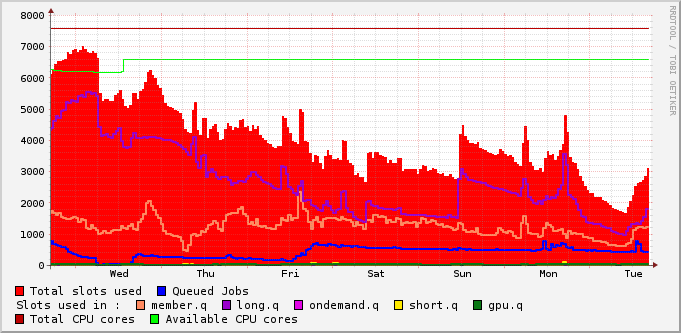 8000
7000
6000
5000
4000
3000
2000
1000
0
Wed Thu Fri Sat Sun Mon Tue
Total slots used Queued Jobs
Slots used in : member.q long.q ondemand.q short.q gpu.q
Total CPU cores Available CPU cores
RRDTOOL / TOBI OETIKER